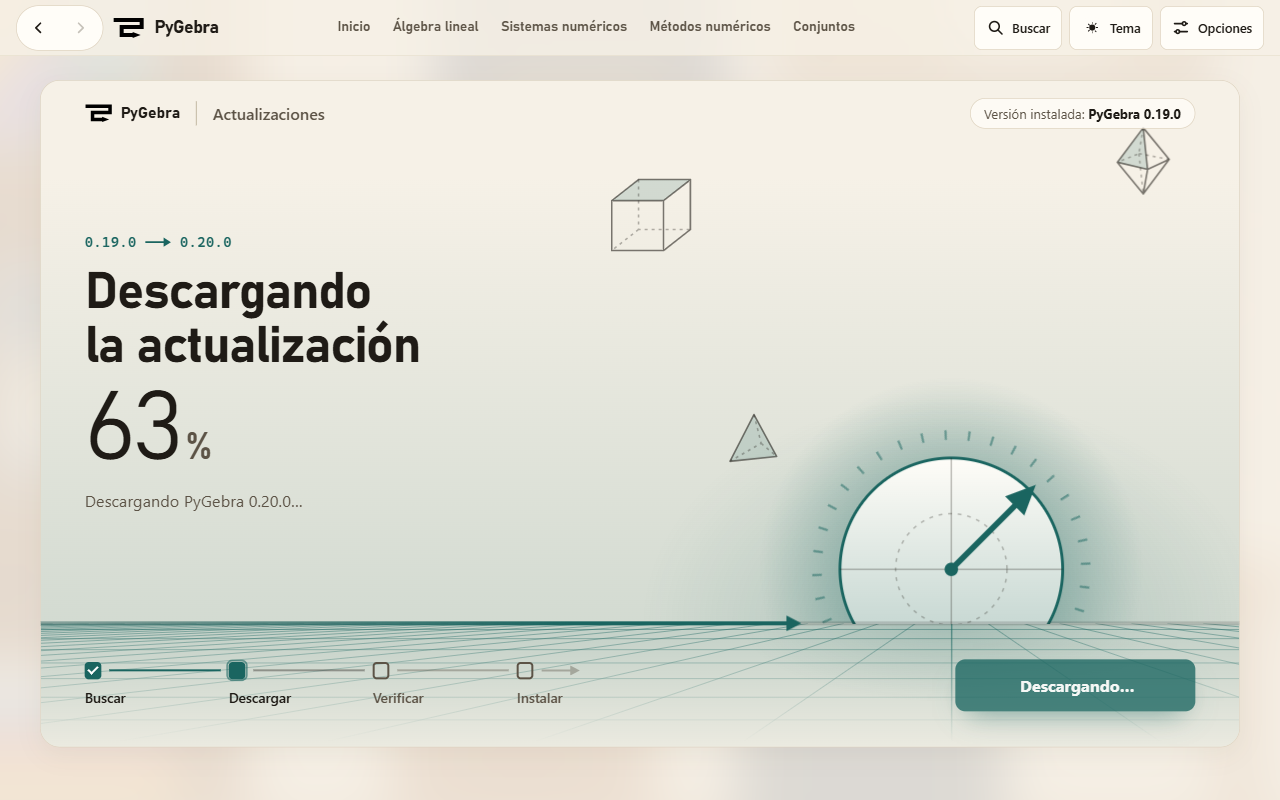 PyGebra
Inicio
Álgebra lineal
Sistemas numéricos
Métodos numéricos
Conjuntos
Buscar
Tema
Opciones
PyGebra
Actualizaciones
Versión instalada: PyGebra 0.19.0
0.19.0 → 0.20.0
Descargando
la actualización
63%
Descargando PyGebra 0.20.0...
Buscar
Descargar
Verificar
Instalar
Descargando...